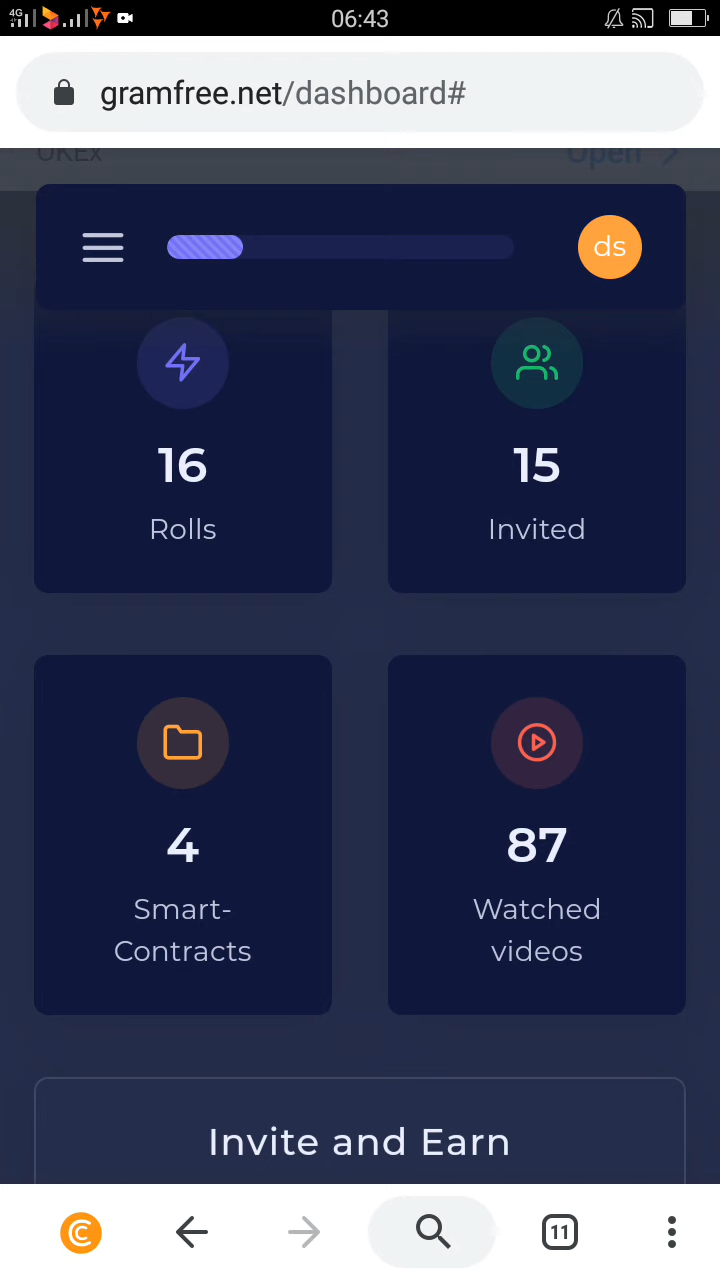 4G
06:43
gramfree.net/dashboard#
OKEx
Open
ds
16
Rolls
15
Invited
4
Smart-
Contracts
87
Watched
videos
Invite and Earn
11